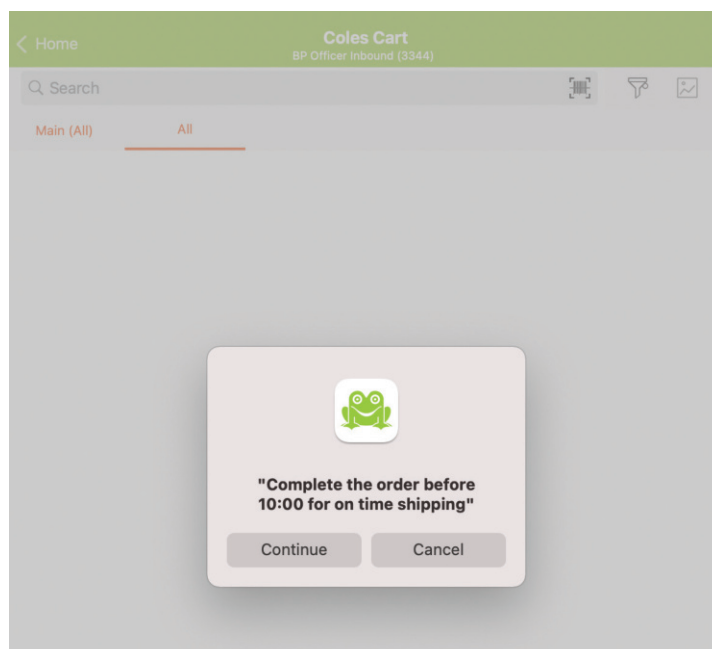 Home
Coles Cart
BP Officer Inbound (3344)
Search
Main (All)
All
"Complete the order before
10:00 for on time shipping"
Continue
Cancel